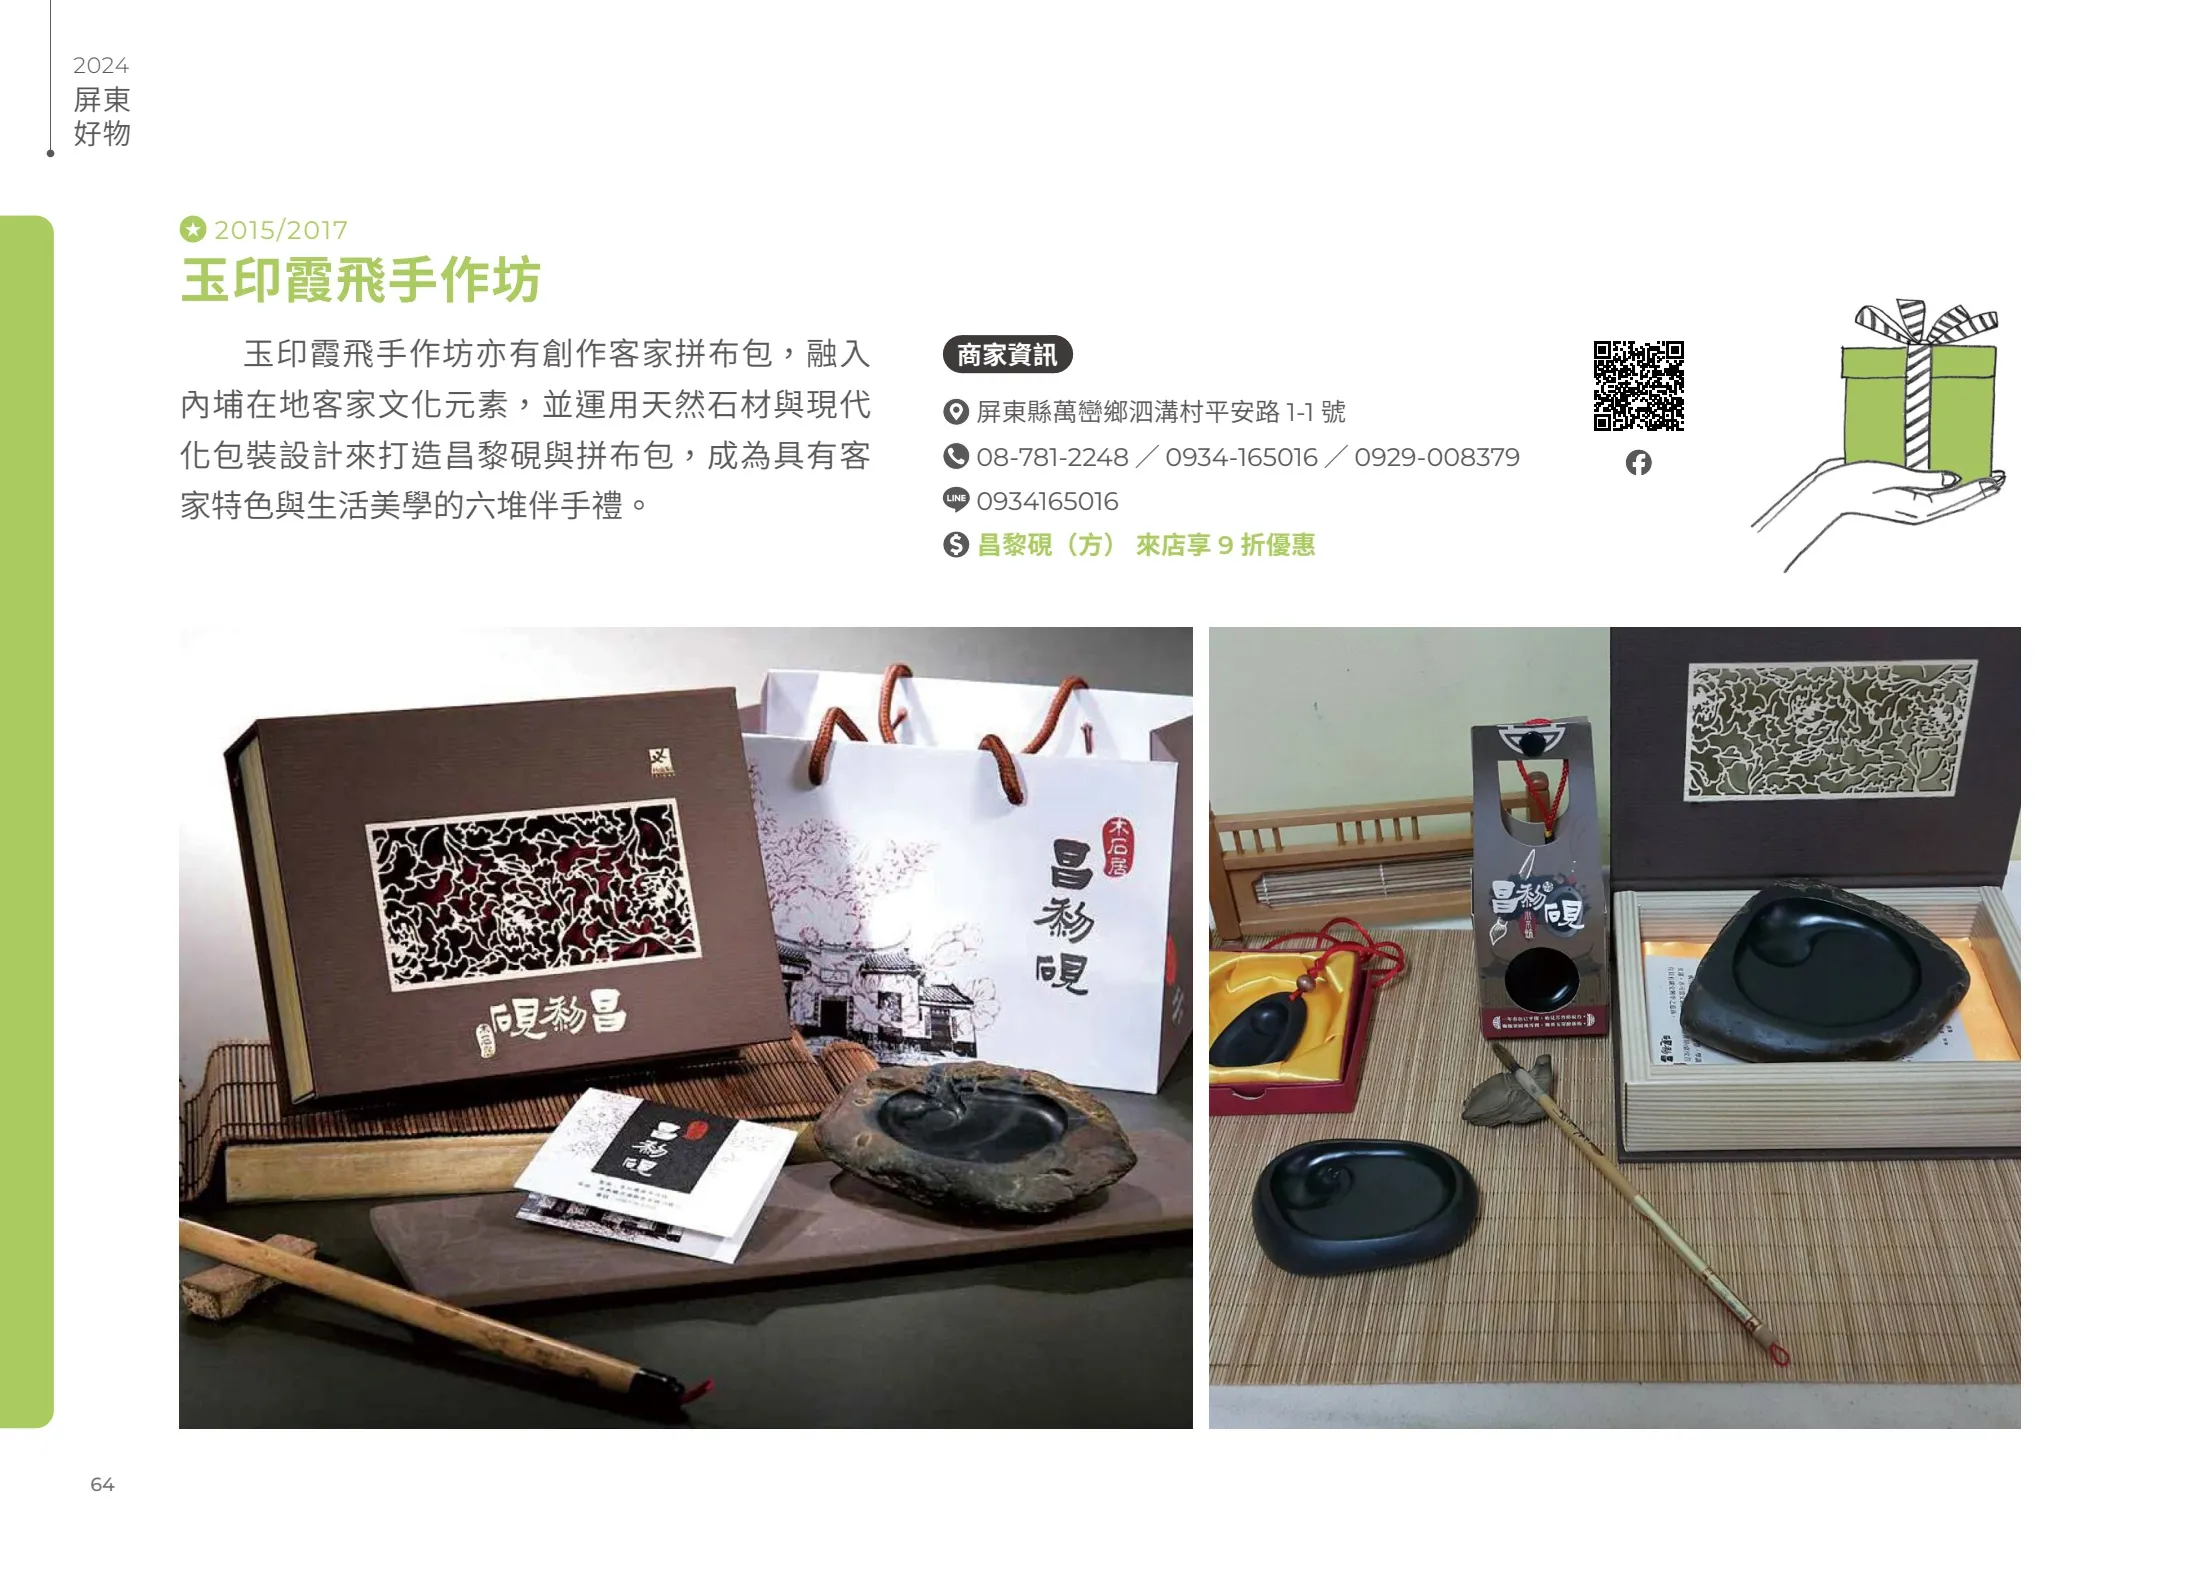 2024
屏東
好物
2015/2017
玉印霞飛手作坊
玉印霞飛手作坊亦有創作客家拼布包，融入
內埔在地客家文化元素，並運用天然石材與現代
化包裝設計來打造昌黎硯與拼布包，成為具有客
家特色與生活美學的六堆伴手禮。
商家資訊
屏東縣萬巒鄉泗溝村平安路 1-1 號
08-781-2248／0934-165016／0929-008379
LINE 0934165016
昌黎硯（方） 來店享 9 折優惠
硯黎昌
木石居
昌黎硯
昌黎硯
昌黎硯
64